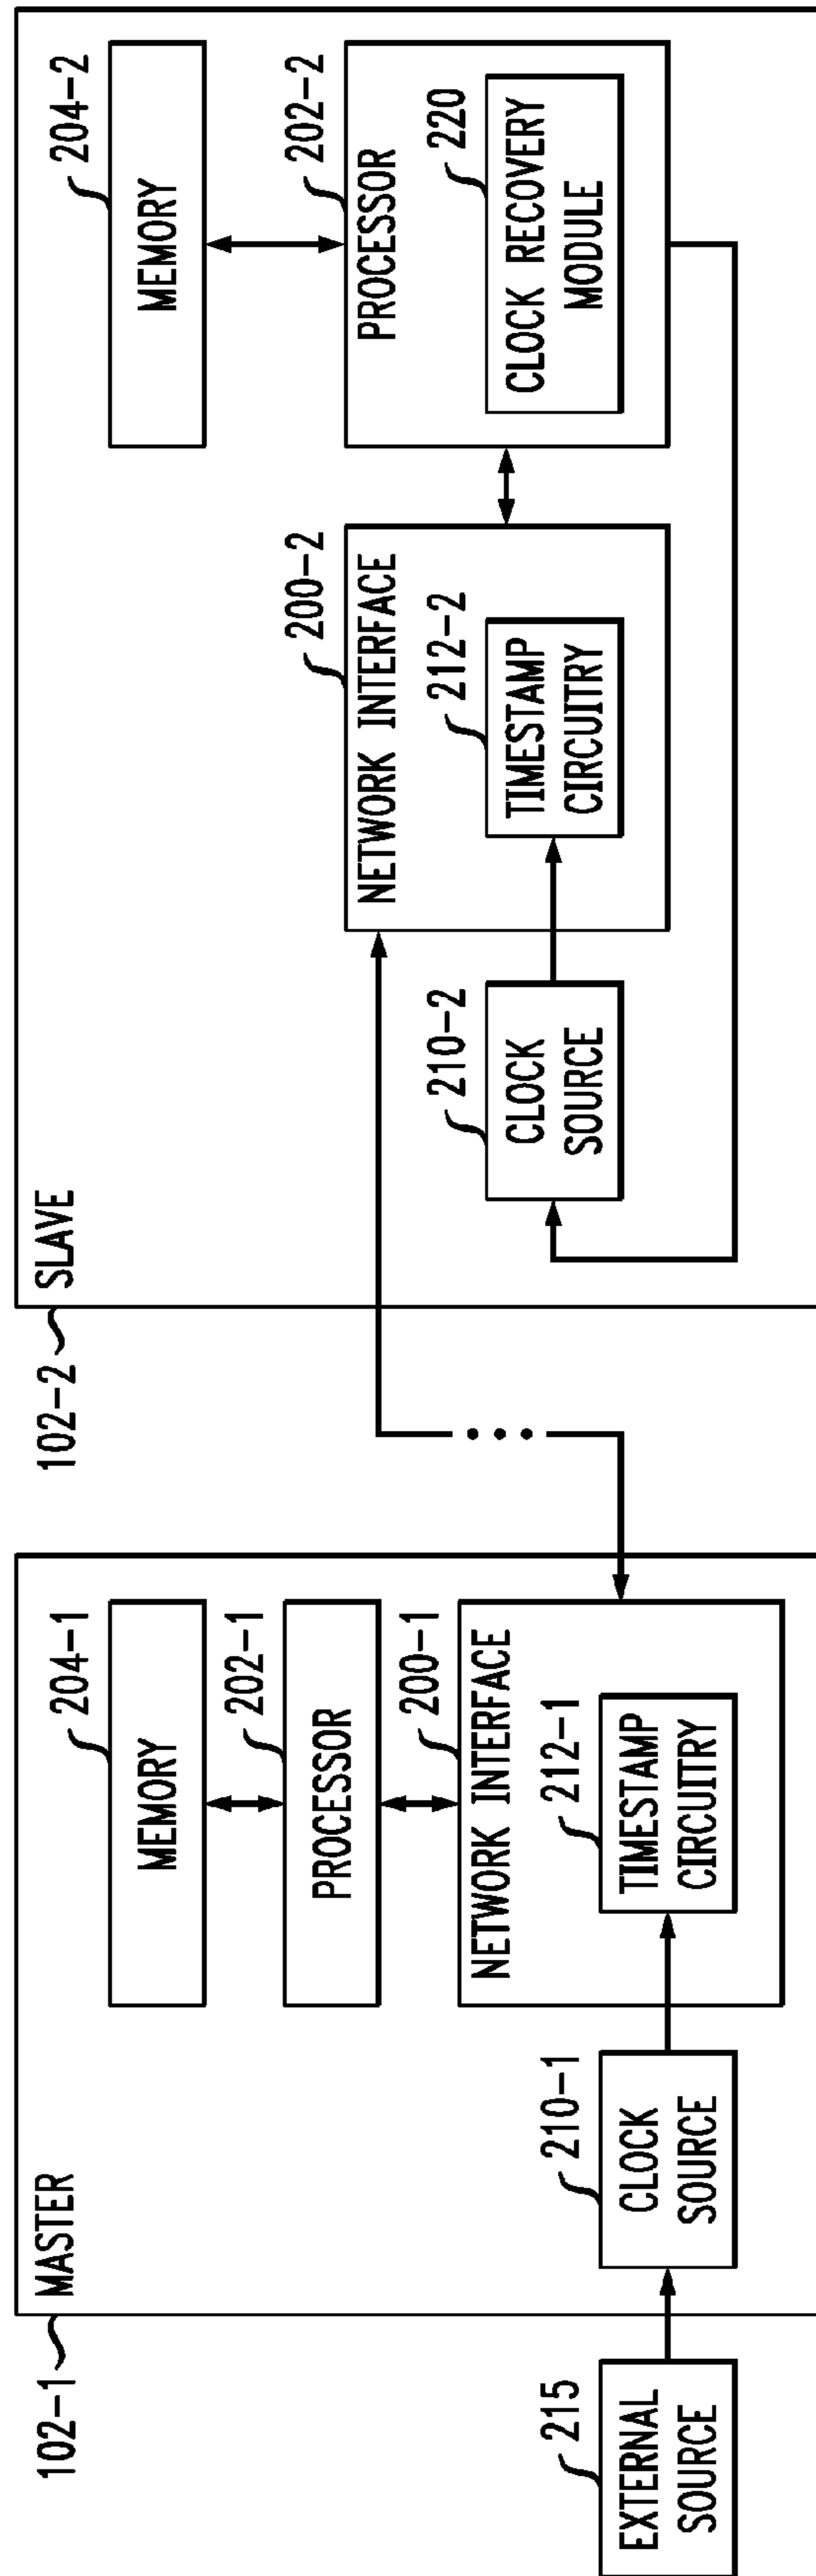 102-1
MASTER
204-1
MEMORY
202-1
PROCESSOR
200-1
NETWORK INTERFACE
212-1
TIMESTAMP
CIRCUITRY
210-1
CLOCK
SOURCE
215
EXTERNAL
SOURCE
102-2
SLAVE
204-2
MEMORY
202-2
PROCESSOR
220
CLOCK RECOVERY
MODULE
200-2
NETWORK INTERFACE
212-2
TIMESTAMP
CIRCUITRY
210-2
CLOCK
SOURCE